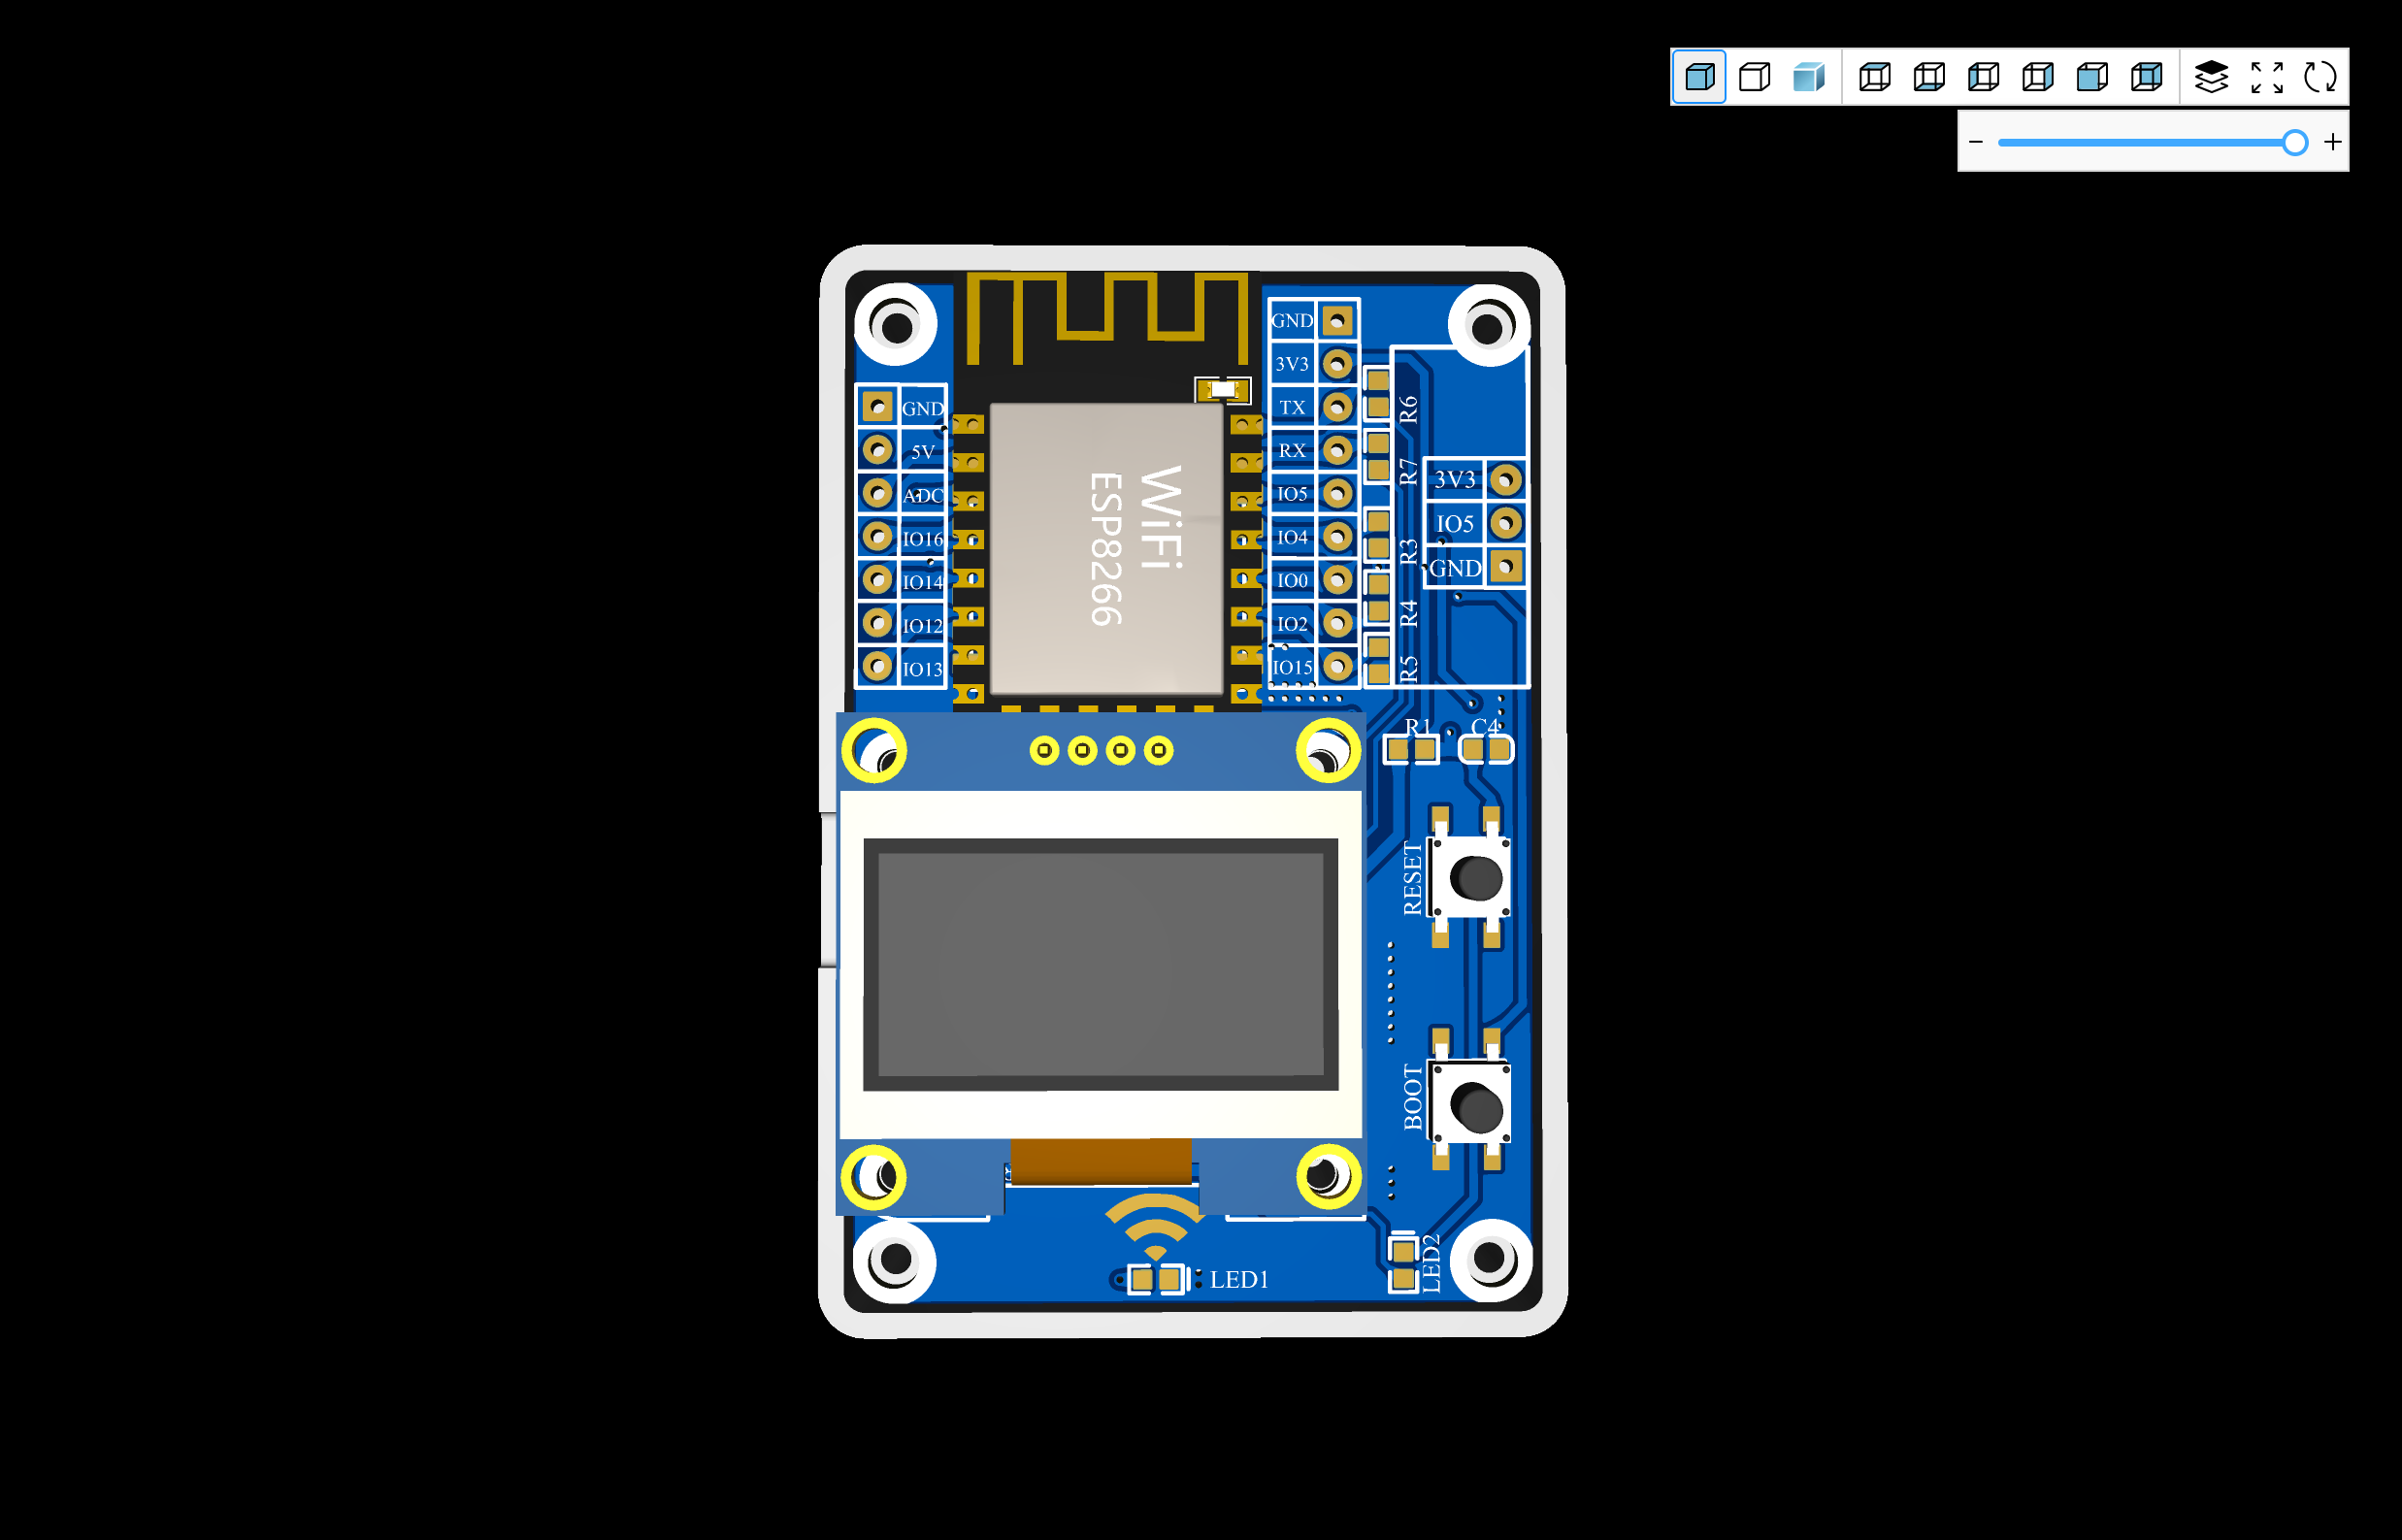 GND
3V3
TX
RX
IO5
IO4
IO0
IO2
IO15
GND
5V
ADC
IO16
IO14
IO12
IO13
WiFi
ESP8266
R6
R7
R3
R4
R5
3V3
IO5
GND
R1
C4
RESET
BOOT
LED1
LED2